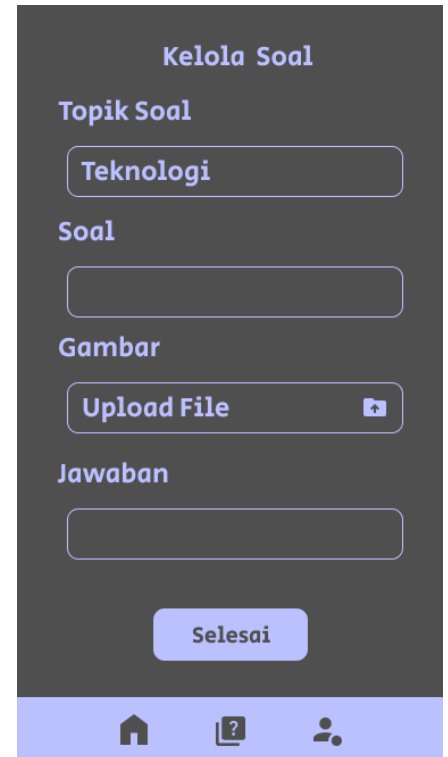 Kelola Soal
Topik Soal
Teknologi
Soal
Gambar
Upload File
Jawaban
Selesai
?